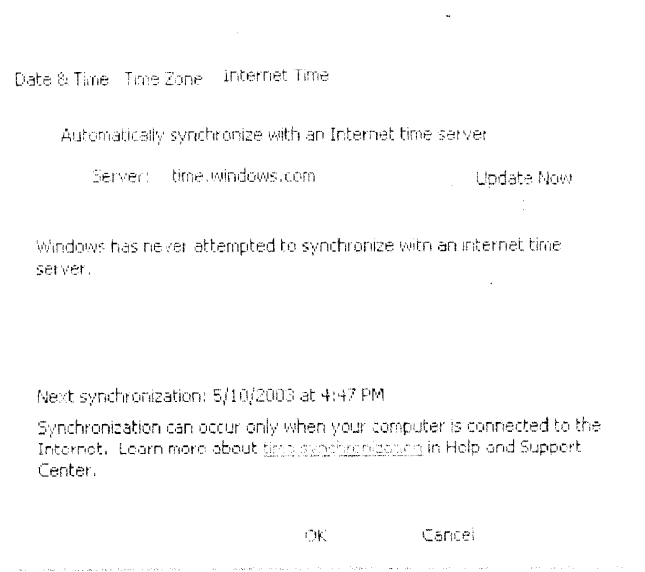 Date & Time Time Zone Internet Time
Automatically synchronize with an Internet time server
Server: time.windows.com Update Now
Windows has never attempted to synchronize with an internet time
server.
Next synchronization: 5/10/2003 at 4:47 PM
Synchronization can occur only when your computer is connected to the
Internet. Learn more about time synchronization in Help and Support
Center.
OK Cancel